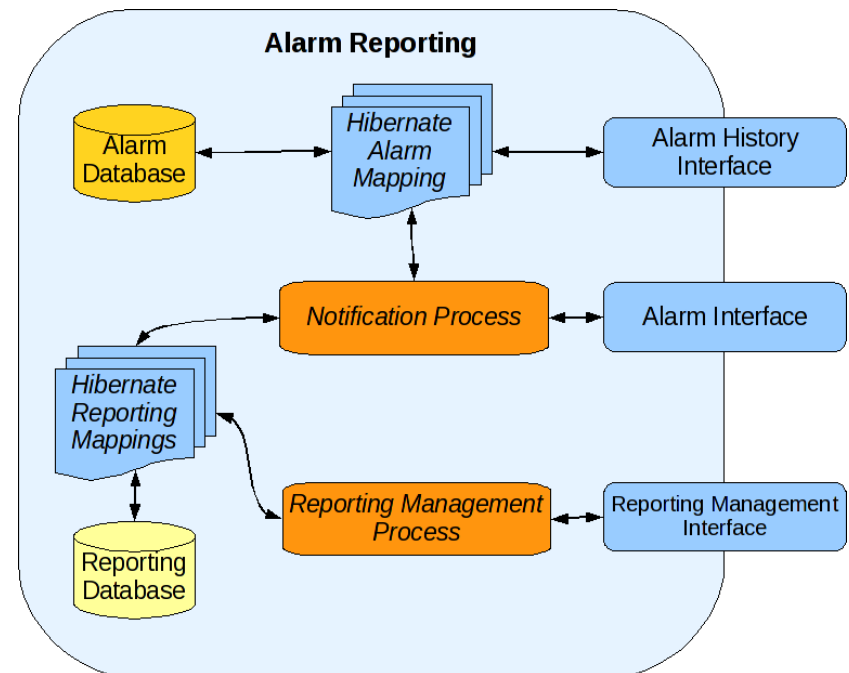 Alarm Reporting
Alarm
Database
Hibernate
Alarm
Mapping
Alarm History
Interface
Notification Process
Alarm Interface
Hibernate
Reporting
Mappings
Reporting Management
Process
Reporting Management
Interface
Reporting
Database